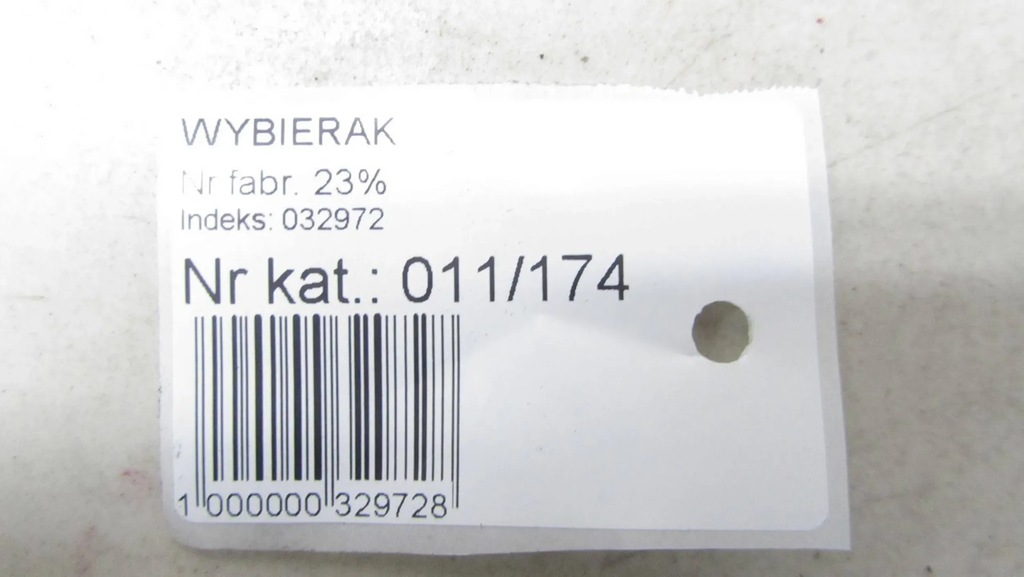 WYBIERAK
Nr fabr. 23%
Indeks: 032972
Nr kat.: 011/174
1 000000 329728